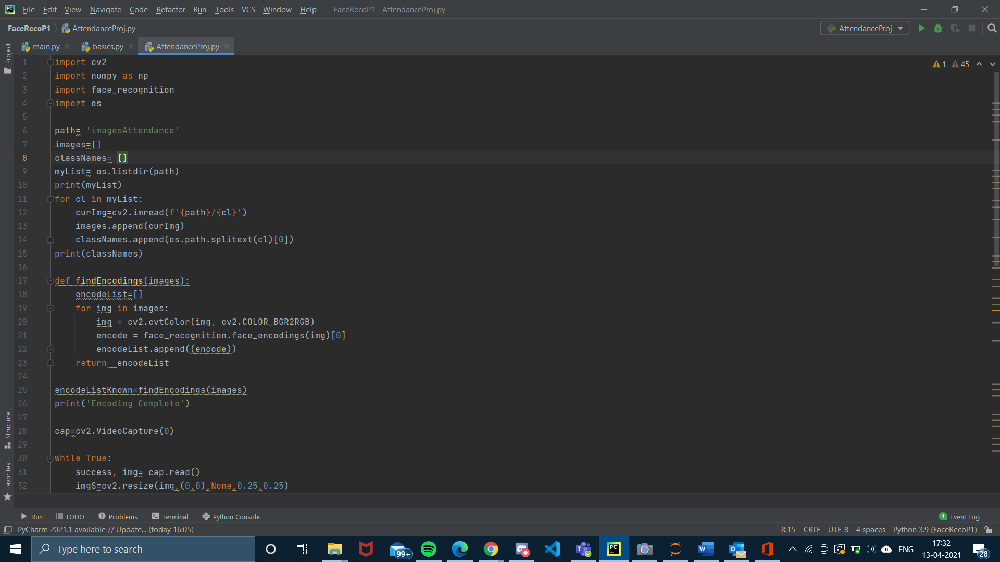 File Edit View Navigate Code Refactor Run Tools VCS Window Help FaceRecoP1 - AttendanceProj.py
FaceRecoP1 AttendanceProj.py AttendanceProj
main.py basics.py AttendanceProj.py
Project
1 import cv2 1 45
2 import numpy as np
3 import face_recognition
4 import os
5
6 path= 'imagesAttendance'
7 images=[]
8 classNames= []
9 myList= os.listdir(path)
10 print(myList)
11 for cl in myList:
12 curImg=cv2.imread(f'{path}/{cl}')
13 images.append(curImg)
14 classNames.append(os.path.splitext(cl)[0])
15 print(classNames)
16
17 def findEncodings(images):
18 encodeList=[]
19 for img in images:
20 img = cv2.cvtColor(img, cv2.COLOR_BGR2RGB)
21 encode = face_recognition.face_encodings(img)[0]
22 encodeList.append((encode))
23 return  encodeList
24
25 encodeListKnown=findEncodings(images)
26 print('Encoding Complete')
27
28 cap=cv2.VideoCapture(0)
29
30 while True:
31 success, img= cap.read()
32 imgS=cv2.resize(img,(0,0),None,0.25,0.25)
Structure
Favorites
Run TODO Problems Terminal Python Console 1 Event Log
PyCharm 2021.1 available // Update... (today 16:05) 8:15 CRLF UTF-8 4 spaces Python 3.9 (FaceRecoP1)
Type here to search 99+ PC T PC W O ENG 17:32
13-04-2021 28